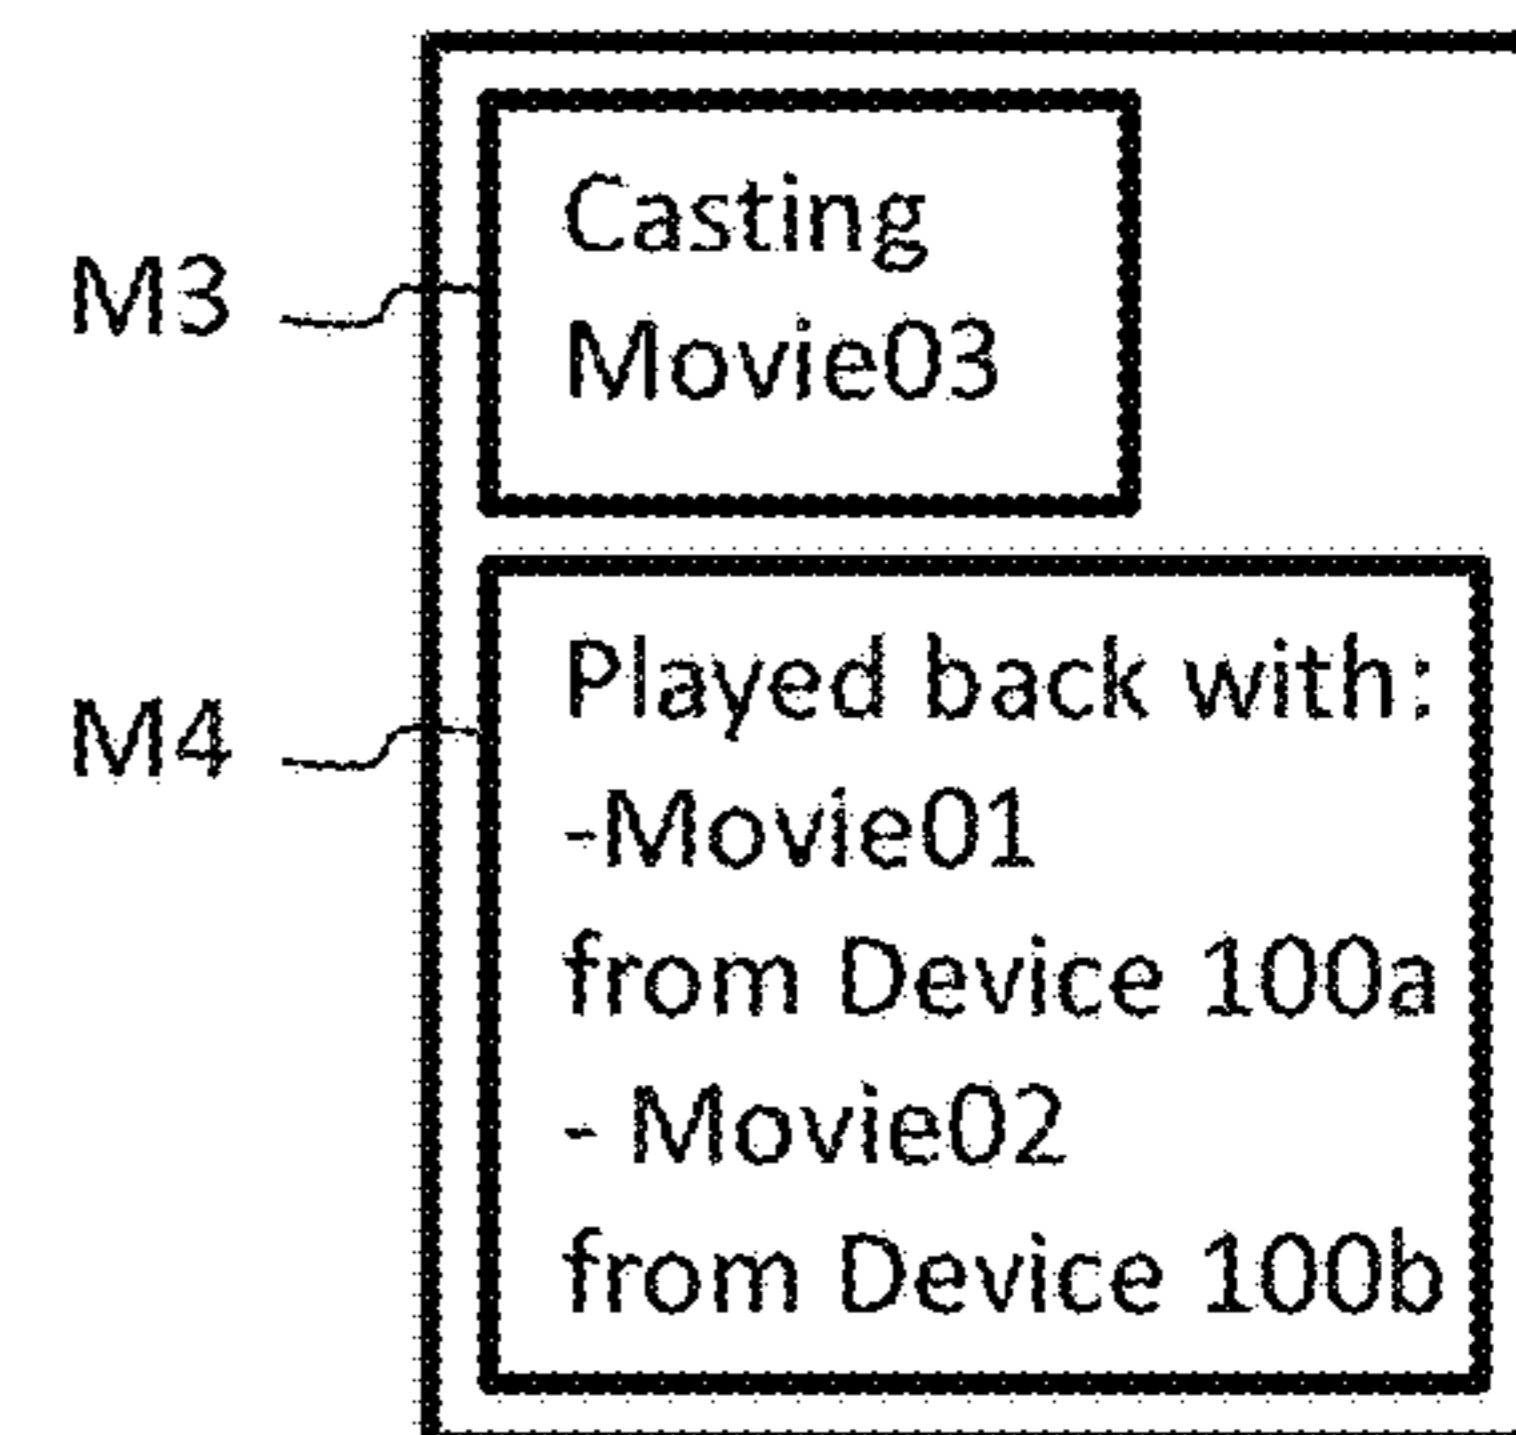 M3
Casting
Movie03
M4
Played back with:
-Movie01
from Device 100a
- Movie02
from Device 100b